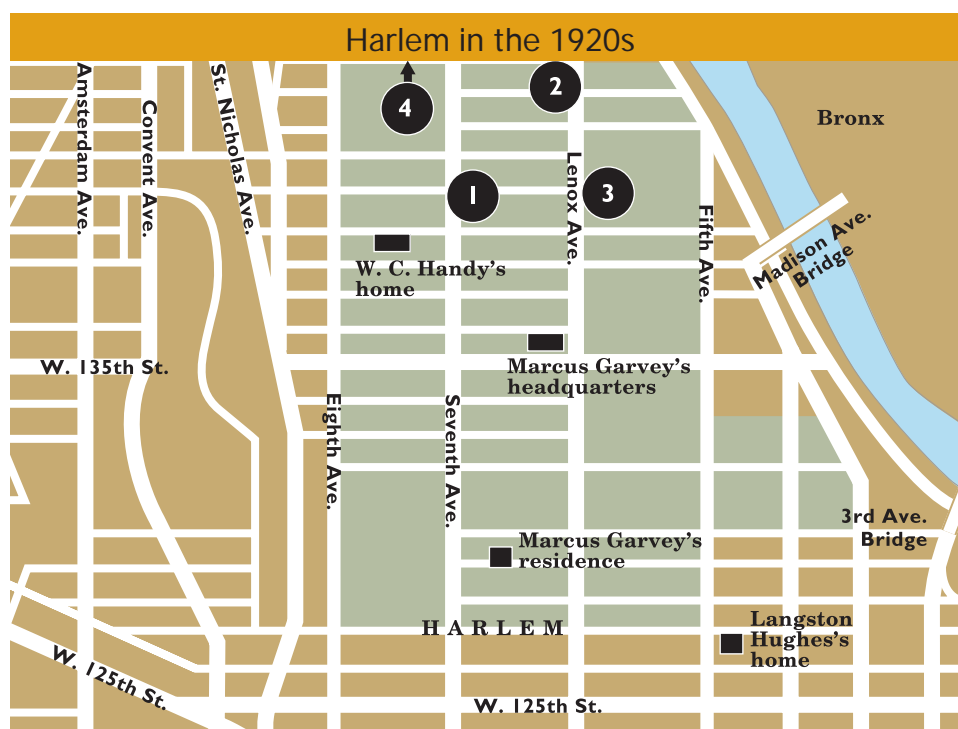 Harlem in the 1920s
Amsterdam Ave.
Convent Ave.
St. Nicholas Ave.
4
2
Bronx
1
3
Lenox Ave.
Fifth Ave.
Madison Ave.
Bridge
W. C. Handy's
home
Marcus Garvey's
headquarters
W. 135th St.
Eighth Ave.
Seventh Ave.
3rd Ave.
Bridge
Marcus Garvey's
residence
HARLEM
Langston
Hughes's
home
W. 125th St.
W. 125th St.